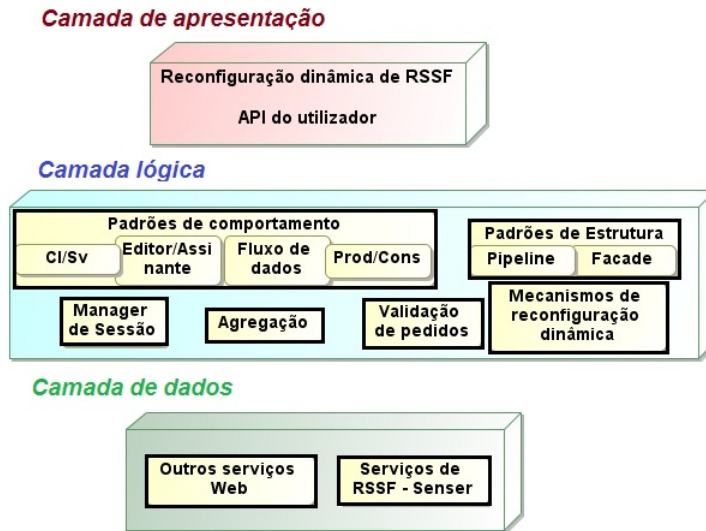 Camada de apresentação
Reconfiguração dinâmica de RSSF
API do utilizador
Camada lógica
Padrões de comportamento
Cl/Sv
Editor/Assi
nante
Fluxo de
dados
Prod/Cons
Padrões de Estrutura
Pipeline
Facade
Manager
de Sessão
Agregação
Validação
de pedidos
Mecanismos de
reconfiguração
dinâmica
Camada de dados
Outros serviços
Web
Serviços de
RSSF - Senser